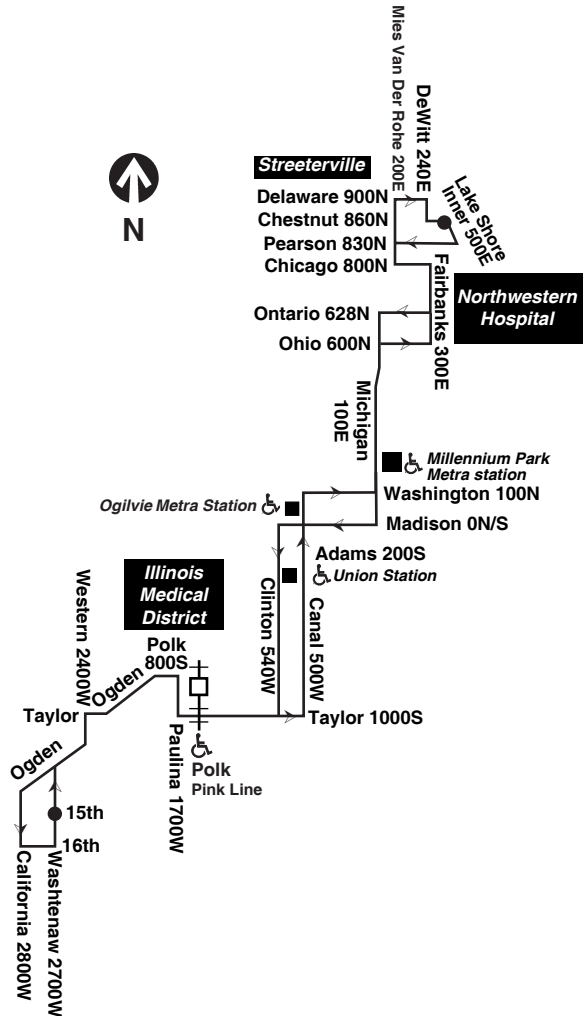 Mies Van Der Rohe 200E
DeWitt 240E
Streeterville
Delaware 900N
Chestnut 860N
Pearson 830N
Chicago 800N
Lake Shore
Inner 500E
N
Northwestern
Hospital
Fairbanks 300E
Ontario 628N
Ohio 600N
Michigan
100E
Millennium Park
Metra station
Washington 100N
Ogilvie Metra Station
Madison 0N/S
Adams 200S
Union Station
Illinois
Medical
District
Clinton 540W
Canal 500W
Western 2400W
Polk
800S
Ogden
Taylor
Taylor 1000S
Paulina 1700W
Polk
Pink Line
Ogden
15th
16th
California 2800W
Washtenaw 2700W